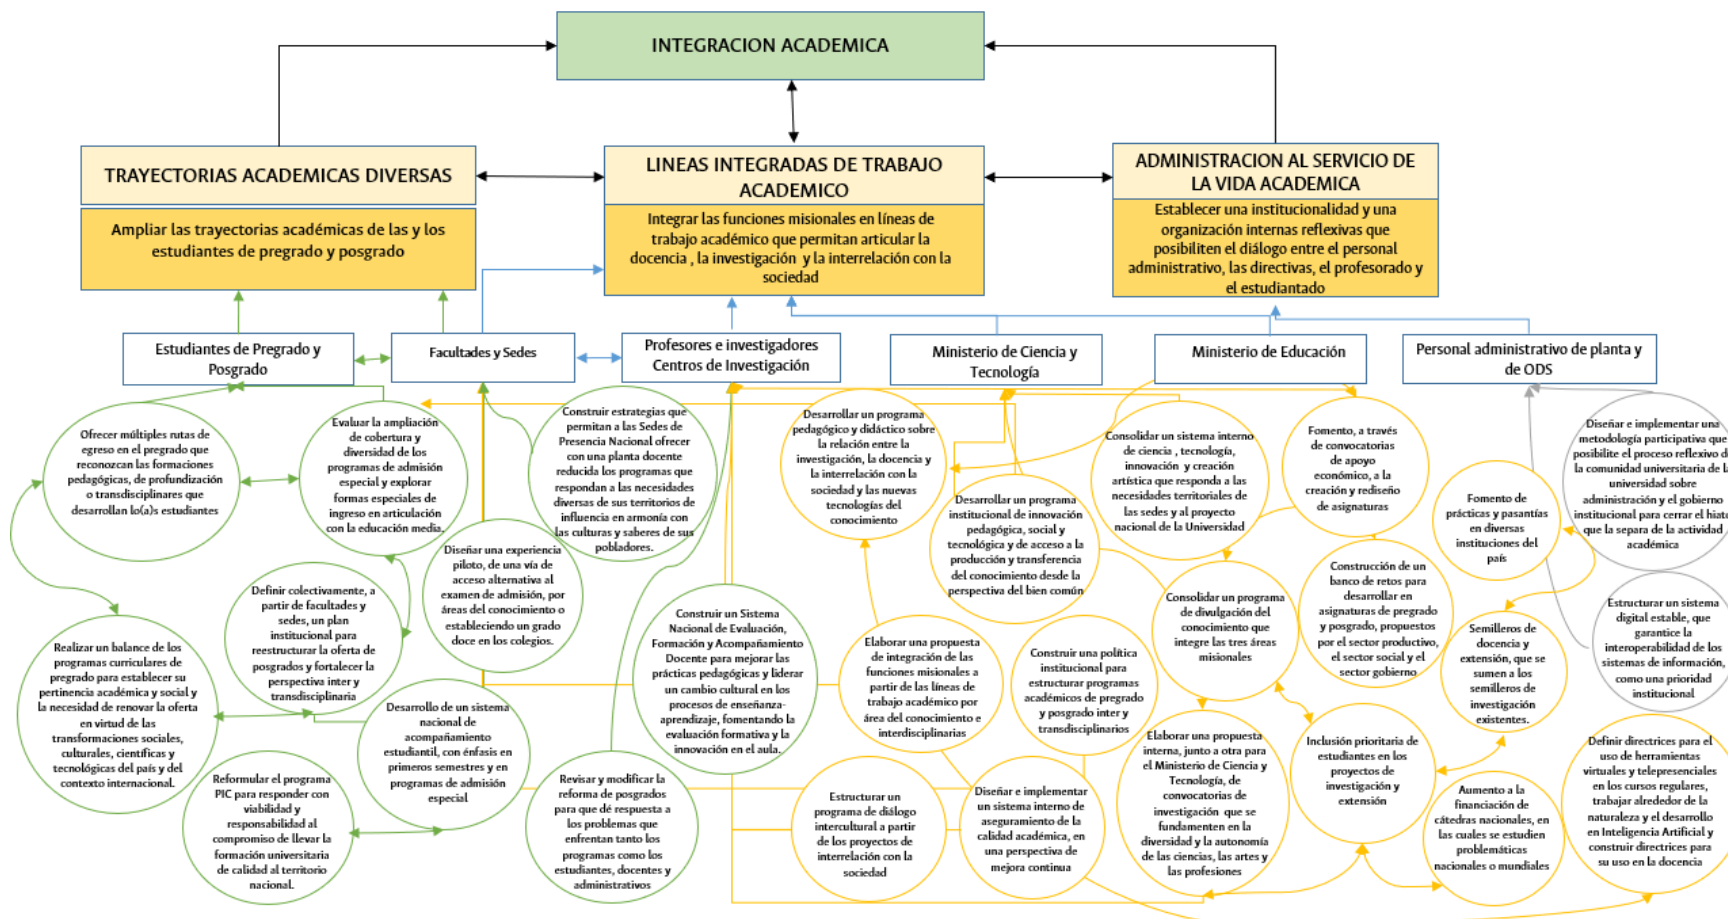 INTEGRACION ACADEMICA
TRAYECTORIAS ACADEMICAS DIVERSAS
Ampliar las trayectorias académicas de las y los
estudiantes de pregrado y posgrado
LINEAS INTEGRADAS DE TRABAJO
ACADEMICO
Integrar las funciones misionales en líneas de
trabajo académico que permitan articular la
docencia , la investigación y la interrelación con la
sociedad
ADMINISTRACION AL SERVICIO DE
LA VIDA ACADEMICA
Establecer una institucionalidad y una
organización internas reflexivas que
posibiliten el diálogo entre el personal
administrativo, las directivas, el profesorado y
el estudiantado
Estudiantes de Pregrado y
Posgrado
Facultades y Sedes
Profesores e investigadores
Centros de Investigación
Ministerio de Ciencia y
Tecnología
Ministerio de Educación
Personal administrativo de planta y
de ODS
Ofrecer múltiples rutas de
egreso en el pregrado que
reconozcan las formaciones
pedagógicas, de profundización
o transdisciplinares que
desarrollan lo(a)s estudiantes
Evaluar la ampliación
de cobertura y
diversidad de los
programas de admisión
especial y explorar
formas especiales de
ingreso en articulación
con la educación media.
Construir estrategias que
permitan a las Sedes de
Presencia Nacional ofrecer
con una planta docente
reducida los programas que
respondan a las necesidades
diversas de sus territorios de
influencia en armonía con
las culturas y saberes de sus
pobladores.
Desarrollar un programa
pedagógico y didáctico sobre
la relación entre la
investigación, la docencia y
la interrelación con la
sociedad y las nuevas
tecnologías del
conocimiento
Consolidar un sistema interno
de ciencia , tecnología,
innovación y creación
artística que responda a las
necesidades territoriales de
las sedes y al proyecto
nacional de la Universidad
Fomento, a través
de convocatorias
de apoyo
económico, a la
creación y rediseño
de asignaturas
Diseñar e implementar una
metodología participativa que
posibilite el proceso reflexivo de
la comunidad universitaria de la
universidad sobre
administración y el gobierno
institucional para cerrar el hiato
que la separa de la actividad
académica
Desarrollar un programa
institucional de innovación
pedagógica, social y
tecnológica y de acceso a la
producción y transferencia
del conocimiento desde la
perspectiva del bien común
Fomento de
prácticas y pasantías
en diversas
instituciones del
país
Diseñar una experiencia
piloto, de una vía de
acceso alternativa al
examen de admisión, por
áreas del conocimiento o
estableciendo un grado
doce en los colegios.
Definir colectivamente, a
partir de facultades y
sedes, un plan
institucional para
reestructurar la oferta de
posgrados y fortalecer la
perspectiva inter y
transdisciplinaria
Construir un Sistema
Nacional de Evaluación,
Formación y Acompañamiento
Docente para mejorar las
prácticas pedagógicas y liderar
un cambio cultural en los
procesos de enseñanza-
aprendizaje, fomentando la
evaluación formativa y la
innovación en el aula.
Consolidar un programa
de divulgación del
conocimiento que
integre las tres áreas
misionales
Construcción de un
banco de retos para
desarrollar en
asignaturas de pregrado
y posgrado, propuestos
por el sector productivo,
el sector social y el
sector gobierno
Estructurar un sistema
digital estable, que
garantice la
interoperabilidad de los
sistemas de información,
como una prioridad
institucional
Realizar un balance de los
programas curriculares de
pregrado para establecer su
pertinencia académica y social y
la necesidad de renovar la oferta
en virtud de las
transformaciones sociales,
culturales, científicas y
tecnológicas del país y del
contexto internacional.
Elaborar una propuesta
de integración de las
funciones misionales a
partir de las líneas de
trabajo académico por
área del conocimiento e
interdisciplinarias
Construir una política
institucional para
estructurar programas
académicos de pregrado
y posgrado inter y
transdisciplinarios
Semilleros de
docencia y
extensión, que se
sumen a los
semilleros de
investigación
existentes.
Desarrollo de un sistema
nacional de
acompañamiento
estudiantil, con énfasis en
primeros semestres y en
programas de admisión
especial
Elaborar una propuesta
interna, junto a otra para
el Ministerio de Ciencia y
Tecnología, de
convocatorias de
investigación que se
fundamenten en la
diversidad y la autonomía
de las ciencias, las artes y
las profesiones
Inclusión prioritaria de
estudiantes en los
proyectos de
investigación y
extensión
Definir directrices para el
uso de herramientas
virtuales y telepresenciales
en los cursos regulares,
trabajar alrededor de la
naturaleza y el desarrollo
en Inteligencia Artificial y
construir directrices para
su uso en la docencia
Reformular el programa
PIC para responder con
viabilidad y
responsabilidad al
compromiso de llevar la
formación universitaria
de calidad al territorio
nacional.
Revisar y modificar la
reforma de posgrados
para que dé respuesta a
los problemas que
enfrentan tanto los
programas como los
estudiantes, docentes y
administrativos
Estructurar un
programa de diálogo
intercultural a partir
de los proyectos de
interrelación con la
sociedad
Diseñar e implementar
un sistema interno de
aseguramiento de la
calidad académica, en
una perspectiva de
mejora continua
Aumento a la
financiación de
cátedras nacionales, en
las cuales se estudien
problemáticas
nacionales o mundiales